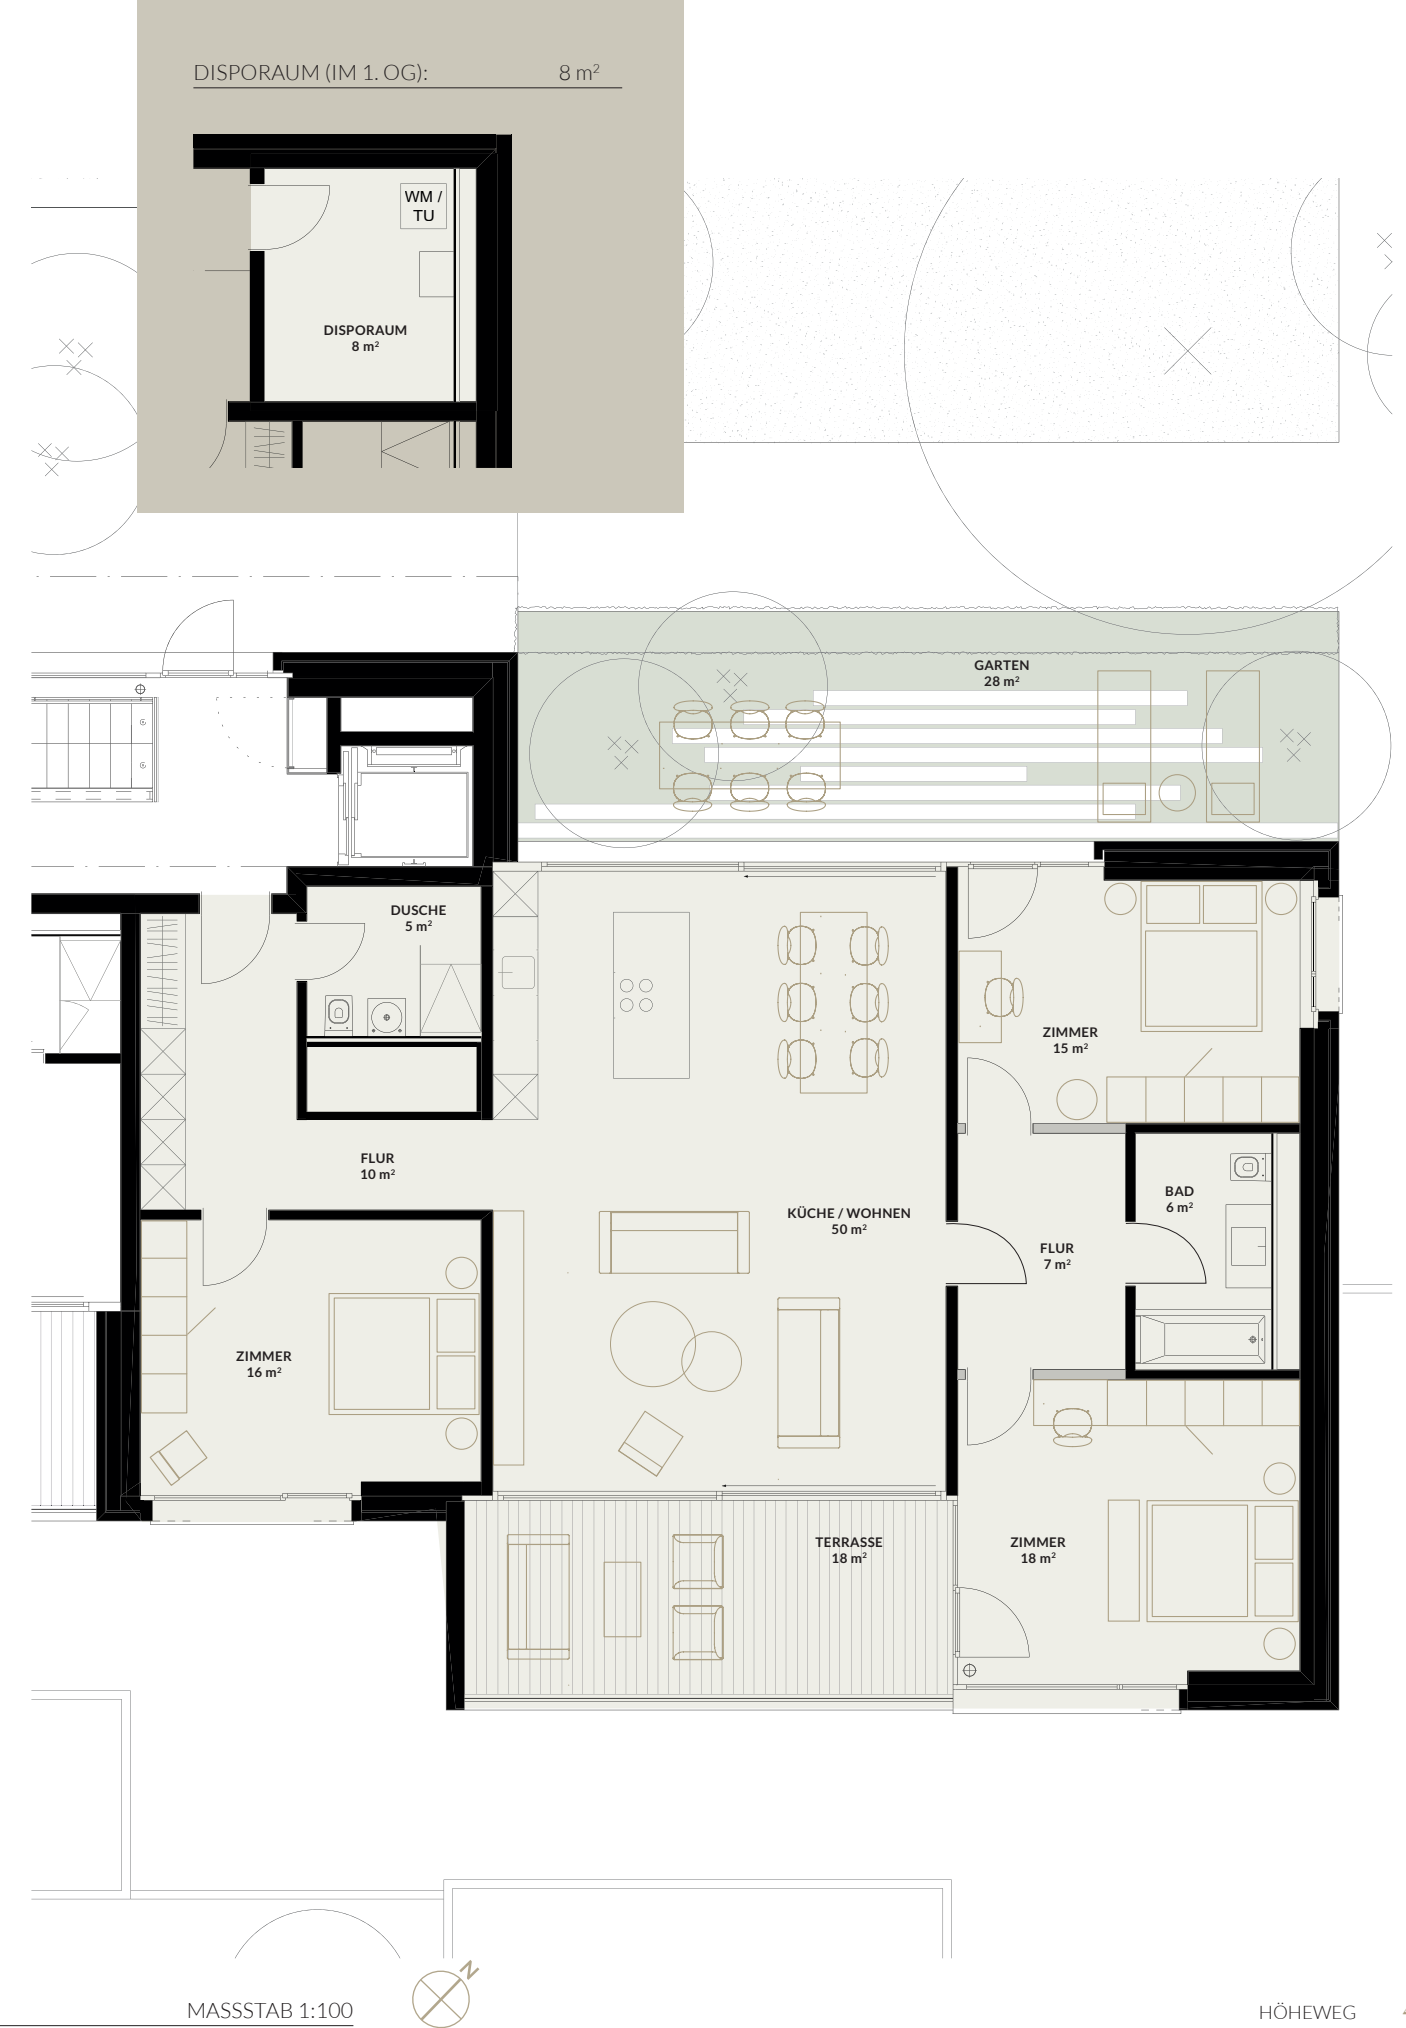 DISPORAUM (IM 1. OG): 8 m²
WM /
TU
DISPORAUM
8 m²
GARTEN
28 m²
DUSCHE
5 m²
ZIMMER
15 m²
FLUR
10 m²
BAD
6 m²
KÜCHE / WOHNEN
50 m²
FLUR
7 m²
ZIMMER
16 m²
TERRASSE
18 m²
ZIMMER
18 m²
N
MASSSTAB 1:100
HÖHEWEG